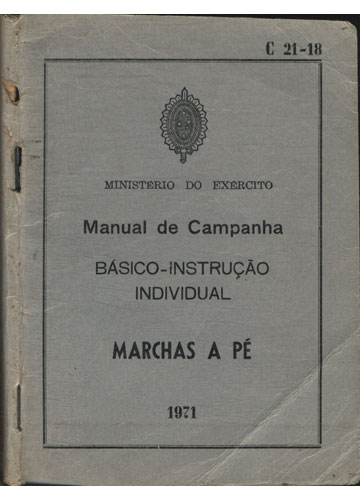 C 21-18
MINISTÉRIO DO EXÉRCITO
Manual de Campanha
BÁSICO-INSTRUÇÃO
INDIVIDUAL
MARCHAS A PÉ
1971